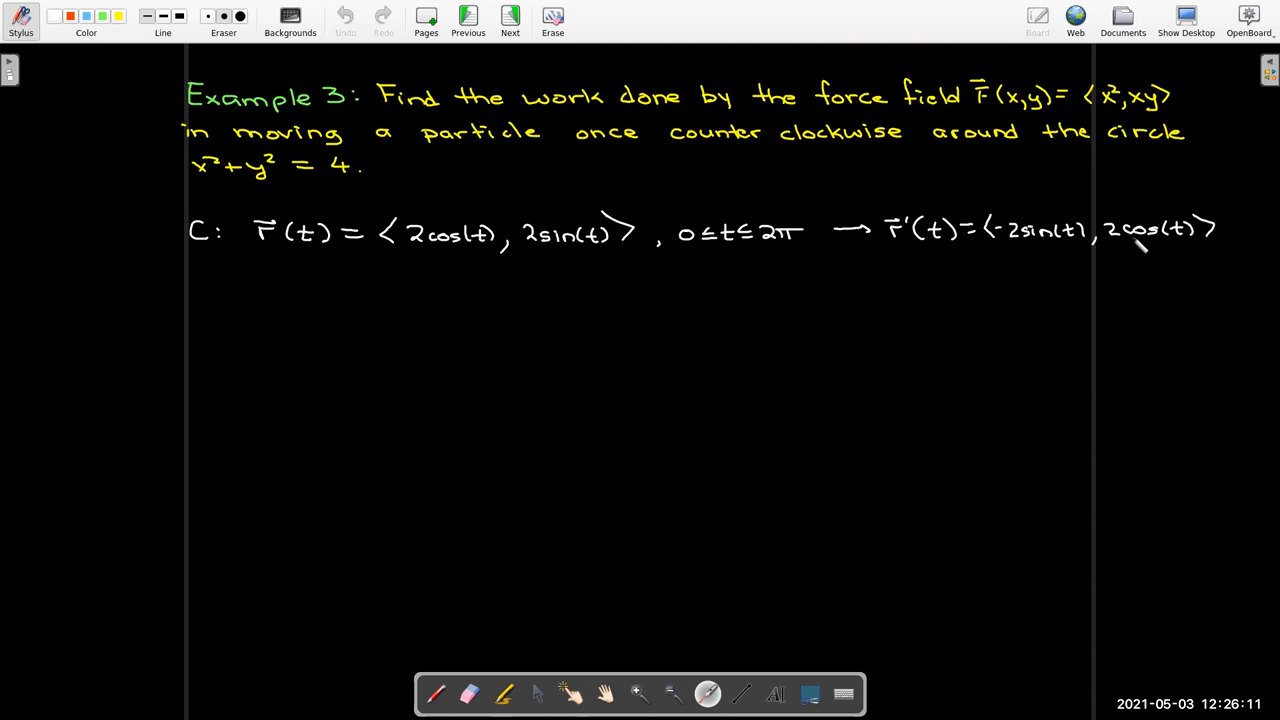 Stylus Color Line Eraser Backgrounds Undo Redo Pages Previous Next Erase Board Web Documents Show Desktop OpenBoard
Example 3: Find the work done by the force field F⃗(x,y)= ⟨x², xy⟩
in moving a particle once counter clockwise around the circle
x²+y² = 4.
C: r⃗(t) = ⟨2cos(t), 2sin(t)⟩, 0≤t≤2π → r⃗'(t)=⟨-2sin(t), 2cos(t)⟩
AI
2021-05-03 12:26:11